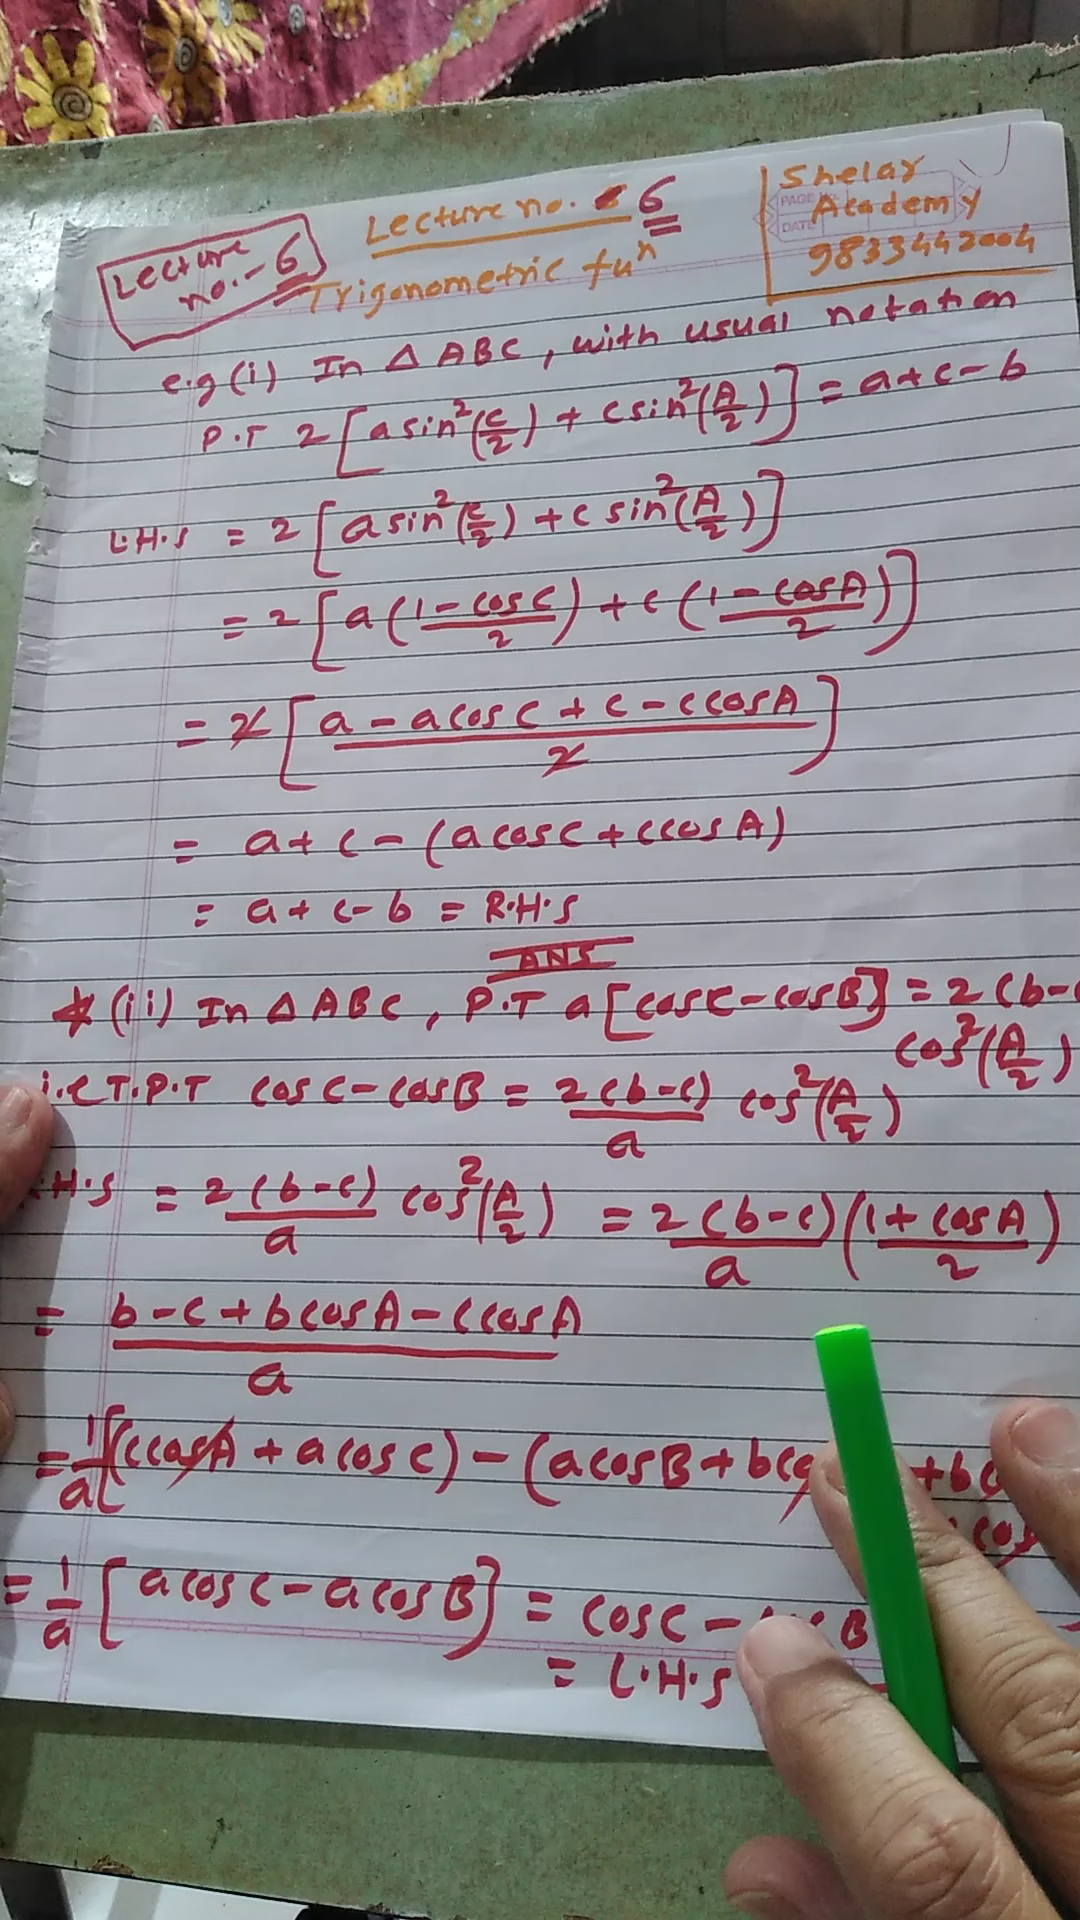 Lecture no. 6
Lecture no.-6
Trigonometric fuⁿ
Shelar
Academy
9833442004
PAGE
DATE
e.g (i) In △ ABC, with usual notation
P.T 2[a sin²(C/2) + c sin²(A/2)] = a+c-b
L.H.S = 2[a sin²(C/2) + c sin²(A/2)]
= 2[a(1-cosC/2) + c(1-cosA/2)]
= 2[a - a cosC + c - c cosA/2]
= a+c-(a cosC + c cosA)
= a+c-b = R.H.S
ANS
* (ii) In △ ABC, P.T a[cosC - cosB] = 2(b-
cos²(A/2)
i.e T.P.T cosC - cosB = 2(b-c)/a cos²(A/2)
.H.S = 2(b-c)/a cos²(A/2) = 2(b-c)/a (1+cosA/2)
= b-c+b cosA-c cosA/a
= 1/a[(c cosA + a cosC) - (a cosB + b +b
cos
= 1/a[a cosC - a cosB] = cosC - B
= L.H.S